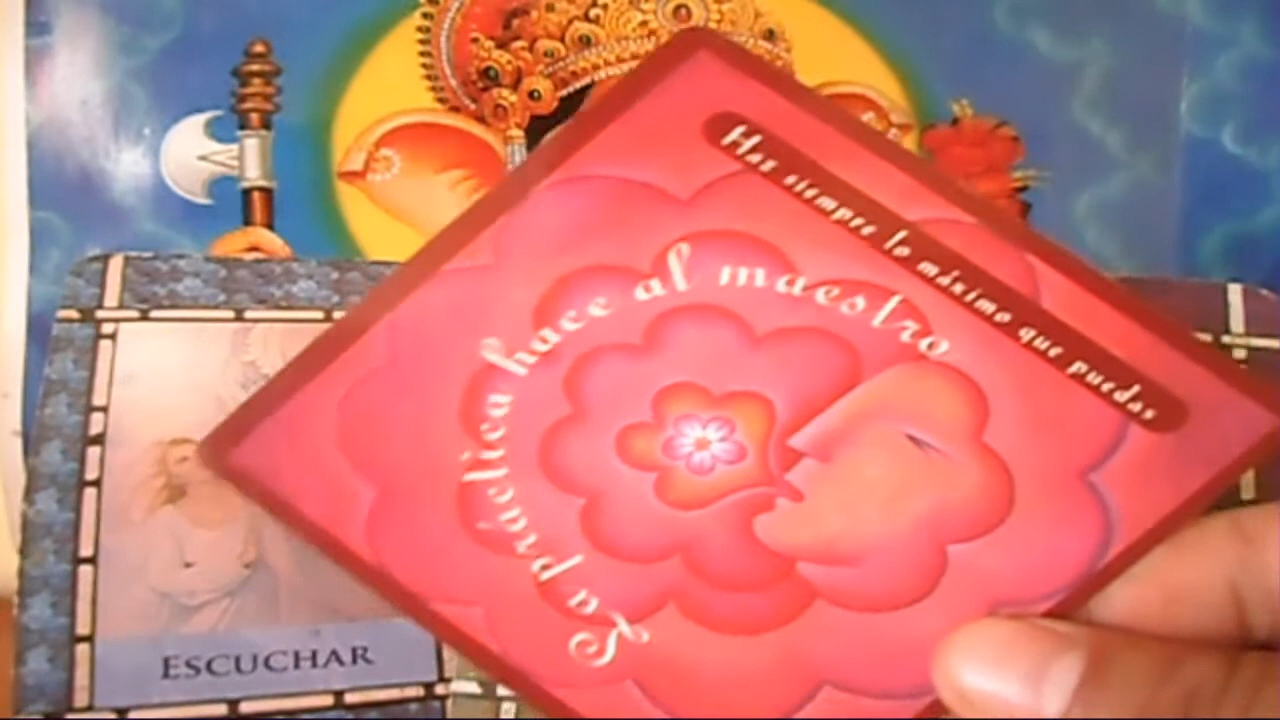 Haz siempre lo máximo que puedas
La práctica hace al maestro
ESCUCHAR